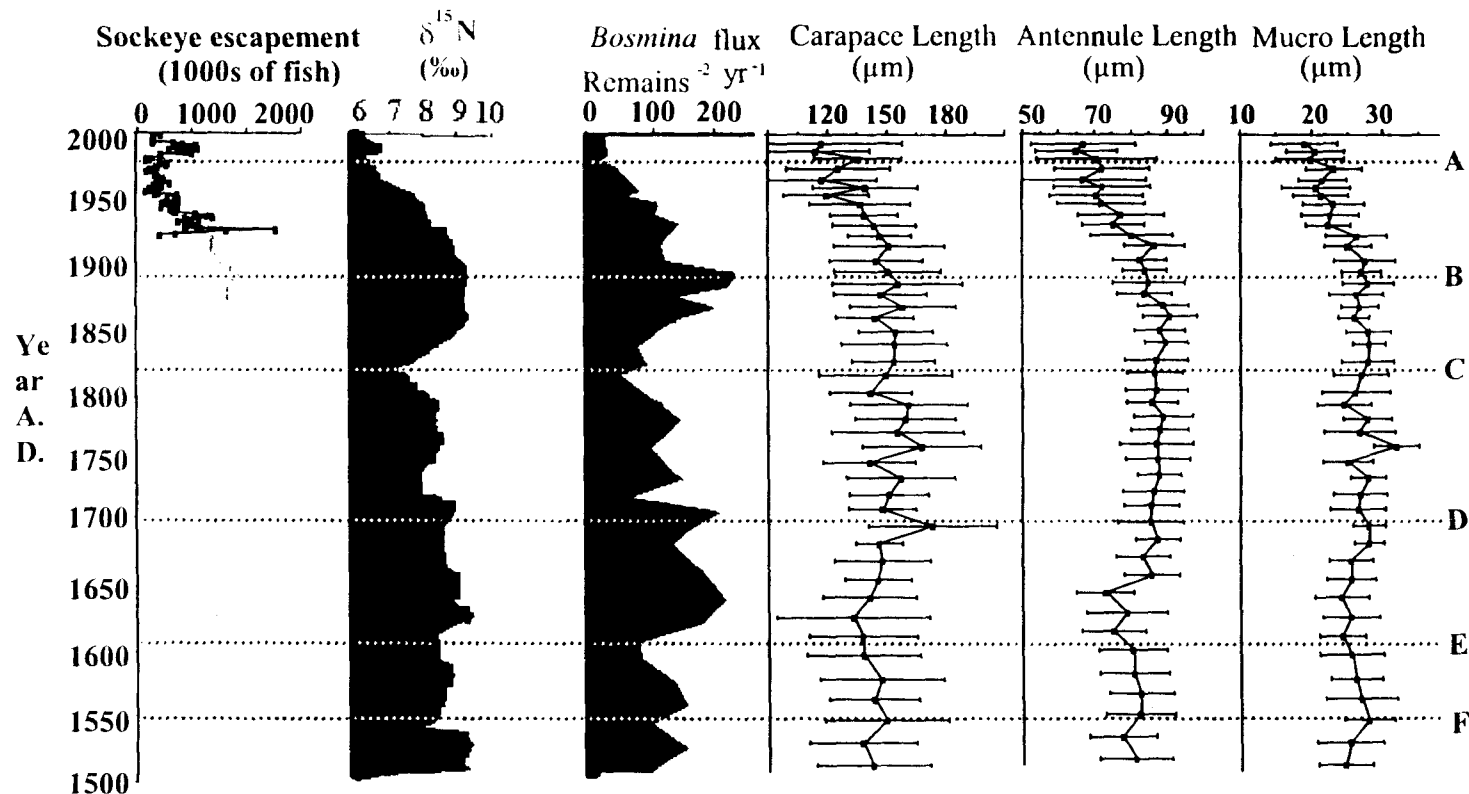 Sockeye escapement
(1000s of fish)
0 1000 2000
δ15N
(‰)
6 7 8 9 10
Bosmina flux
Remains -2 yr-1
0 100 200
Carapace Length
(μm)
120 150 180
Antennule Length
(μm)
50 70 90
Mucro Length
(μm)
10 20 30
Ye
ar
A.
D.
2000
1950
1900
1850
1800
1750
1700
1650
1600
1550
1500
A
B
C
D
E
F